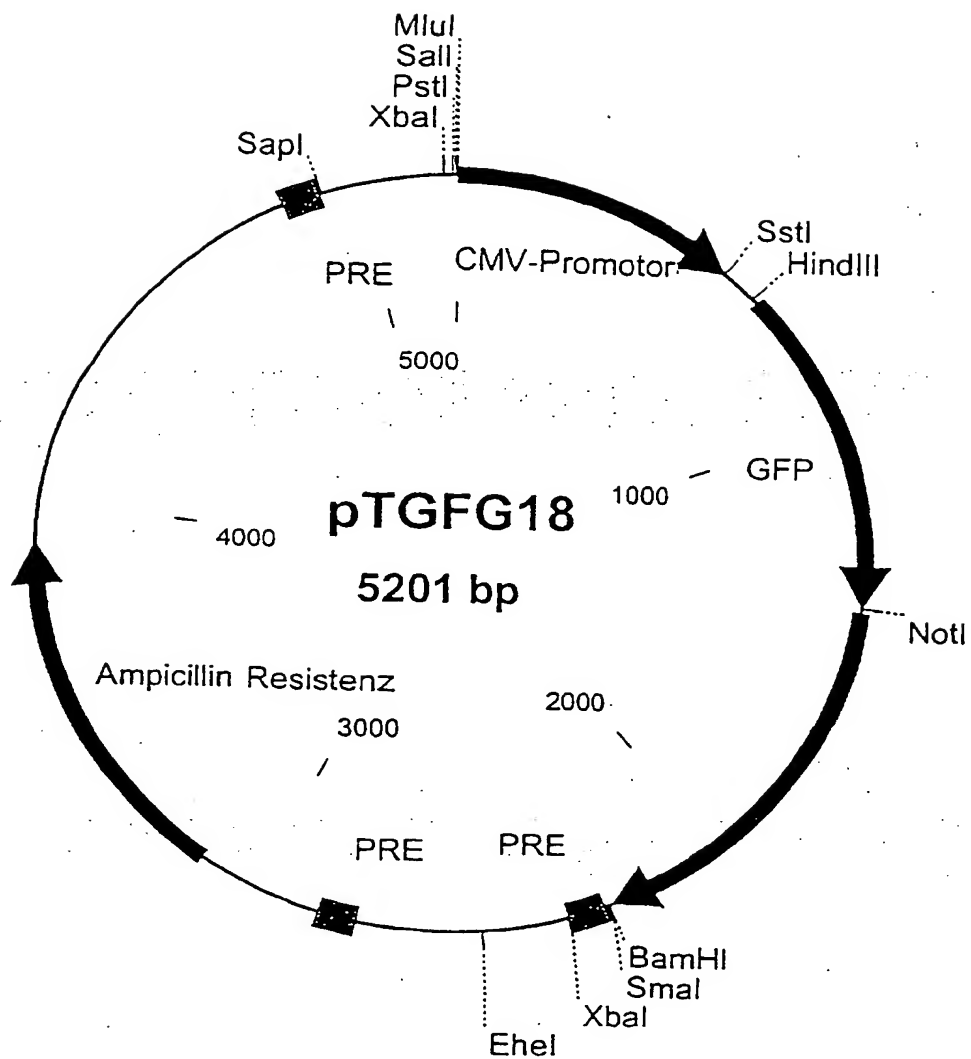 MluI
SalI
PstI
XbaI
SapI
SstI
HindIII
CMV-Promotor
PRE
5000
GFP
1000
pTGFG18
4000
5201 bp
NotI
Ampicillin Resistenz
2000
3000
PRE
PRE
BamHI
SmaI
XbaI
EheI